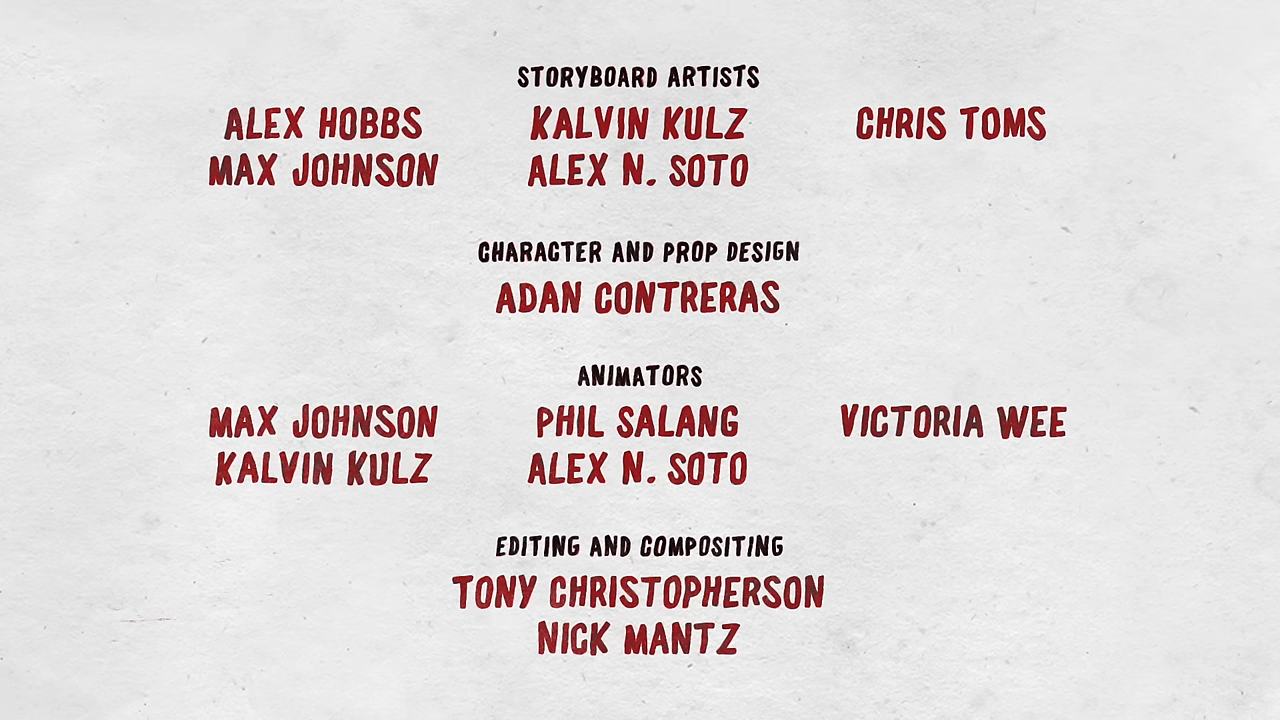 STORYBOARD ARTISTS
ALEX HOBBS KALVIN KULZ CHRIS TOMS
MAX JOHNSON ALEX N. SOTO
CHARACTER AND PROP DESIGN
ADAN CONTRERAS
ANIMATORS
MAX JOHNSON PHIL SALANG VICTORIA WEE
KALVIN KULZ ALEX N. SOTO
EDITING AND COMPOSITING
TONY CHRISTOPHERSON
NICK MANTZ